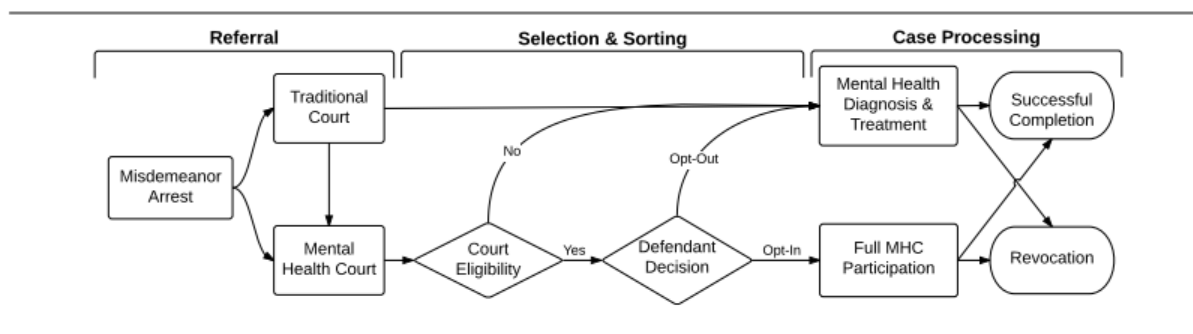 Referral
Selection & Sorting
Case Processing
Traditional
Court
Mental Health
Diagnosis &
Treatment
Successful
Completion
No
Opt-Out
Misdemeanor
Arrest
Mental
Health Court
Court
Eligibility
Yes
Defendant
Decision
Opt-In
Full MHC
Participation
Revocation